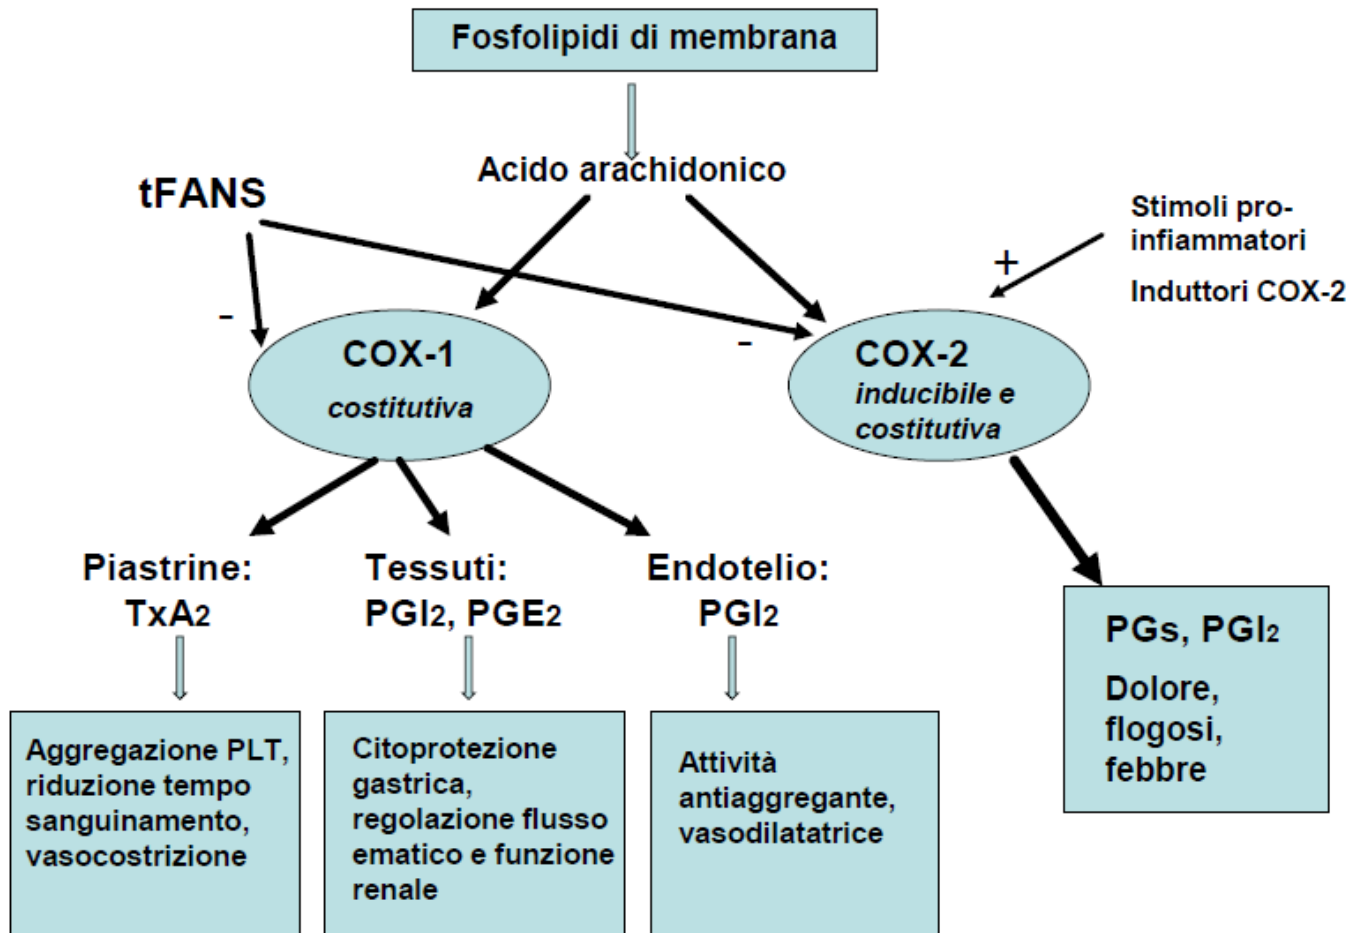 Fosfolipidi di membrana
Acido arachidonico
tFANS
Stimoli pro-
infiammatori
+
Induttori COX-2
-
-
COX-1
costitutiva
COX-2
inducibile e
costitutiva
Piastrine:
TxA2
Tessuti:
PGI2, PGE2
Endotelio:
PGI2
PGs, PGI2
Dolore,
flogosi,
febbre
Aggregazione PLT,
riduzione tempo
sanguinamento,
vasocostrizione
Citoprotezione
gastrica,
regolazione flusso
ematico e funzione
renale
Attività
antiaggregante,
vasodilatatrice